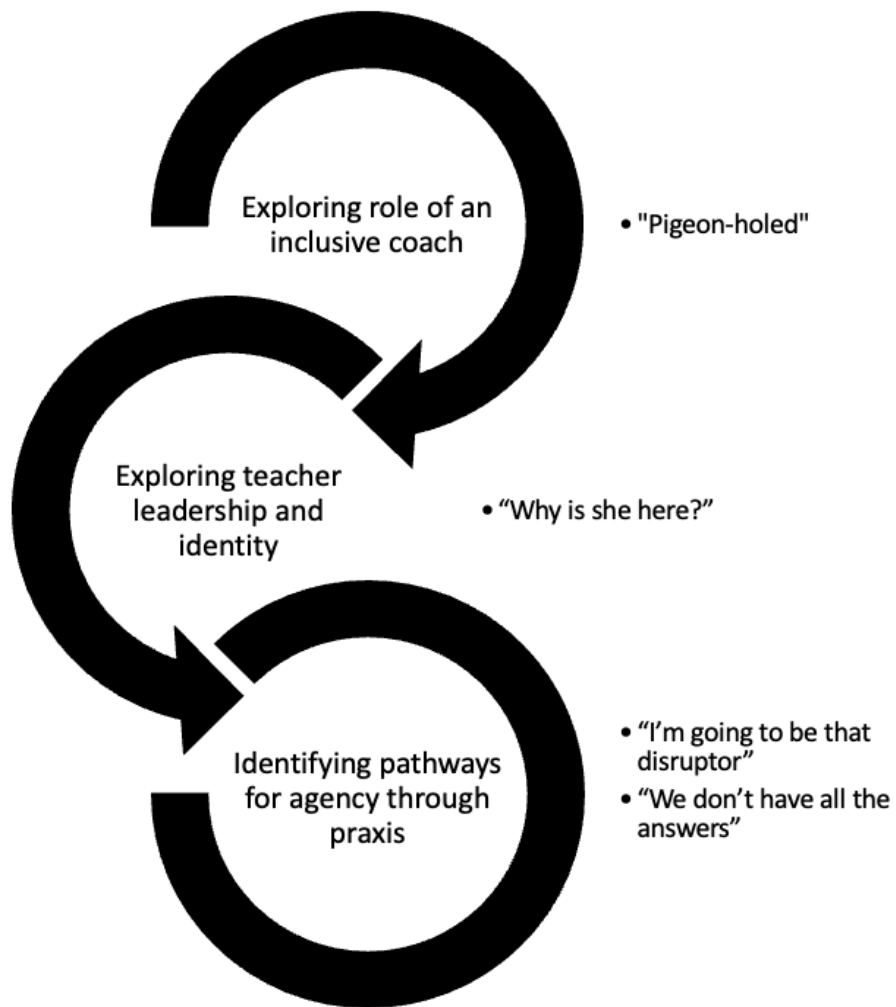 Exploring role of an
inclusive coach
• "Pigeon-holed"
Exploring teacher
leadership and
identity
• “Why is she here?”
Identifying pathways
for agency through
praxis
• “I’m going to be that
disruptor”
• “We don’t have all the
answers”